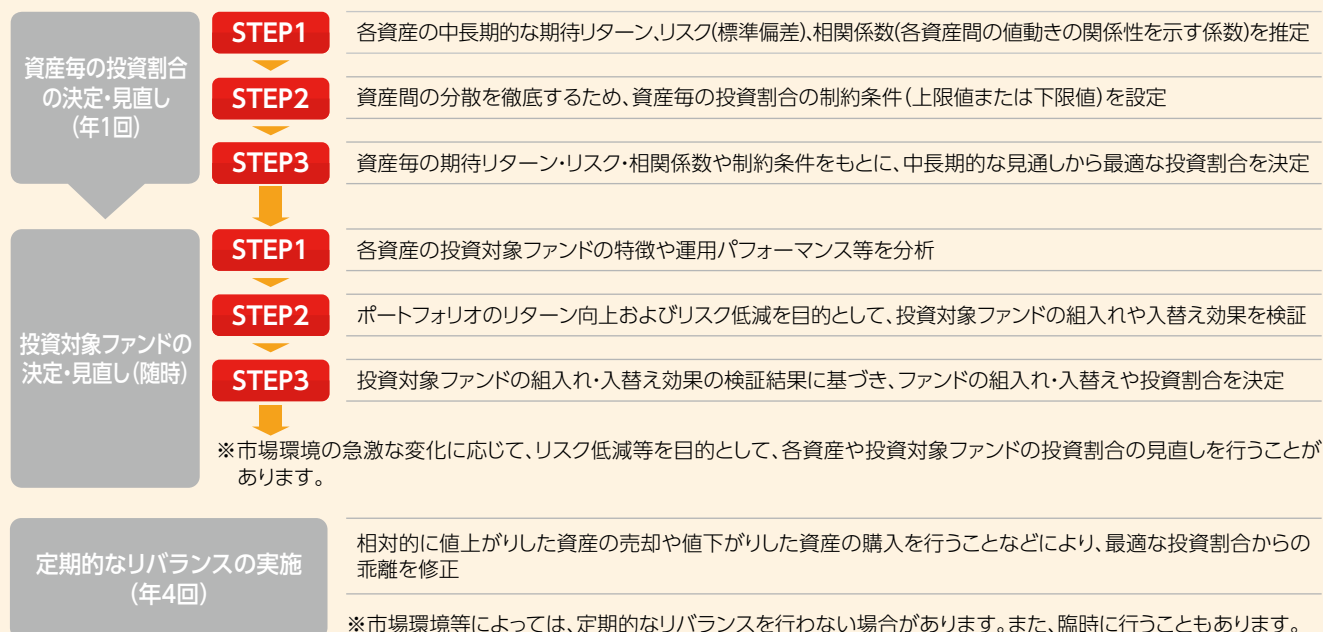 資産毎の投資割合
の決定・見直し
(年1回)
STEP1
各資産の中長期的な期待リターン、リスク(標準偏差)、相関係数(各資産間の値動きの関係性を示す係数)を推定
STEP2
資産間の分散を徹底するため、資産毎の投資割合の制約条件(上限値または下限値)を設定
STEP3
資産毎の期待リターン・リスク・相関係数や制約条件をもとに、中長期的な見通しから最適な投資割合を決定
投資対象ファンドの
決定・見直し(随時)
STEP1
各資産の投資対象ファンドの特徴や運用パフォーマンス等を分析
STEP2
ポートフォリオのリターン向上およびリスク低減を目的として、投資対象ファンドの組入れや入替え効果を検証
STEP3
投資対象ファンドの組入れ・入替え効果の検証結果に基づき、ファンドの組入れ・入替えや投資割合を決定
※市場環境の急激な変化に応じて、リスク低減等を目的として、各資産や投資対象ファンドの投資割合の見直しを行うことが
あります。
定期的なリバランスの実施
(年4回)
相対的に値上がりした資産の売却や値下がりした資産の購入を行うことなどにより、最適な投資割合からの
乖離を修正
※市場環境等によっては、定期的なリバランスを行わない場合があります。また、臨時に行うこともあります。